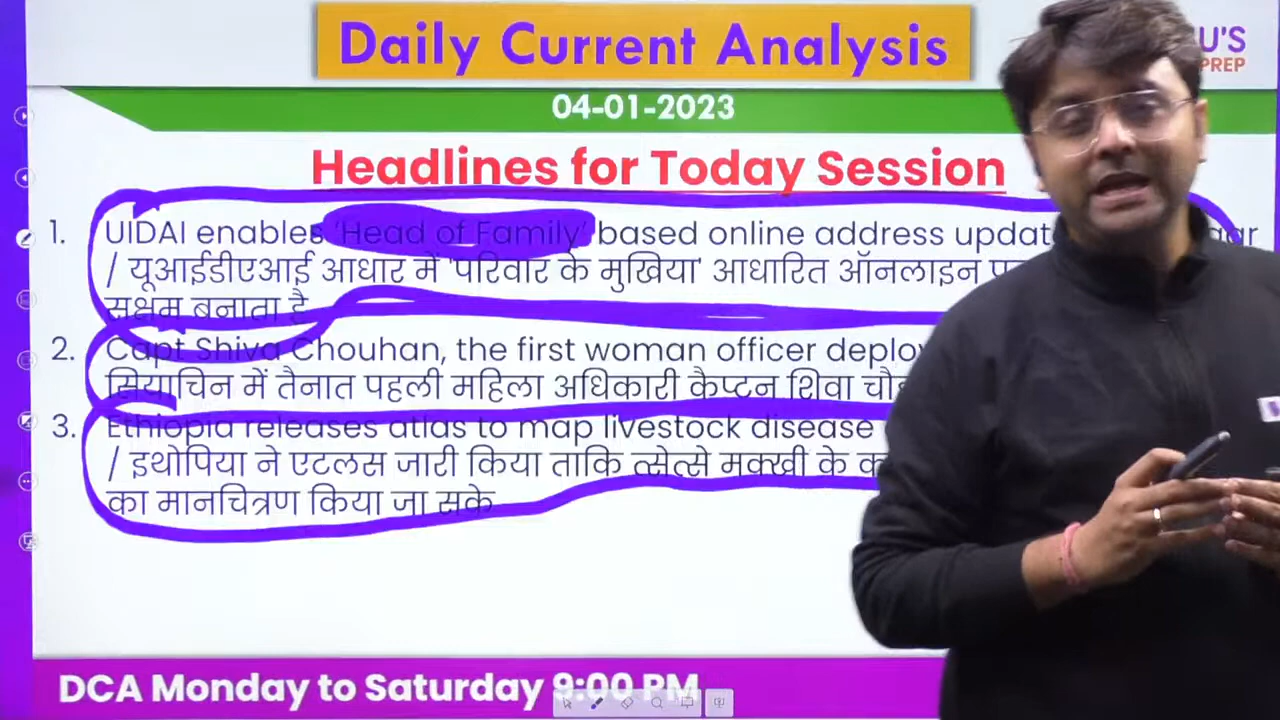 Daily Current Analysis
U'S
PREP
04-01-2023
Headlines for Today Session
1. UIDAI enables 'Head of Family' based online address
/ यूआईडीएआई आधार में 'परिवार के मुखिया' आधारित ऑनलाइन
सक्षम बनाता है
2. Capt Shiva Chouhan, the first woman officer
सियाचिन में तैनात पहली महिला अधिकारी कैप्टन शिवा
3. Ethiopia releases atlas to map livestock disease
/ इथोपिया ने एटलस जारी किया ताकि त्सेत्से मक्खी के
का मानचित्रण किया जा सके
DCA Monday to Saturday 9:00 PM